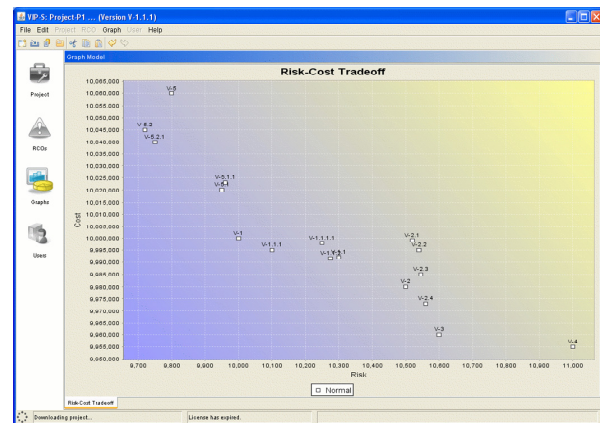 VIP-S: Project-P1 ... (Version V-1.1.1)
File Edit Project RCO Graph User Help
Graph Model
Project
RCOs
Graphs
Users
Risk-Cost Tradeoff
10,065,000
10,060,000
10,055,000
10,050,000
10,045,000
10,040,000
10,035,000
10,030,000
10,025,000
10,020,000
10,015,000
10,010,000
10,005,000
10,000,000
9,995,000
9,990,000
9,985,000
9,980,000
9,975,000
9,970,000
9,965,000
9,960,000
9,955,000
9,950,000
Cost
V-5
V-5.2.1
V-5.1.1
V-1
V-1.1.1
V-1.1.1.1
V-2.1
V-2.2
V-2.3
V-2
V-2.4
V-3
V-4
9,700 9,800 9,900 10,000 10,100 10,200 10,300 10,400 10,500 10,600 10,700 10,800 10,900 11,000
Risk
Normal
Risk-Cost Tradeoff
Downloading project...
License has expired.